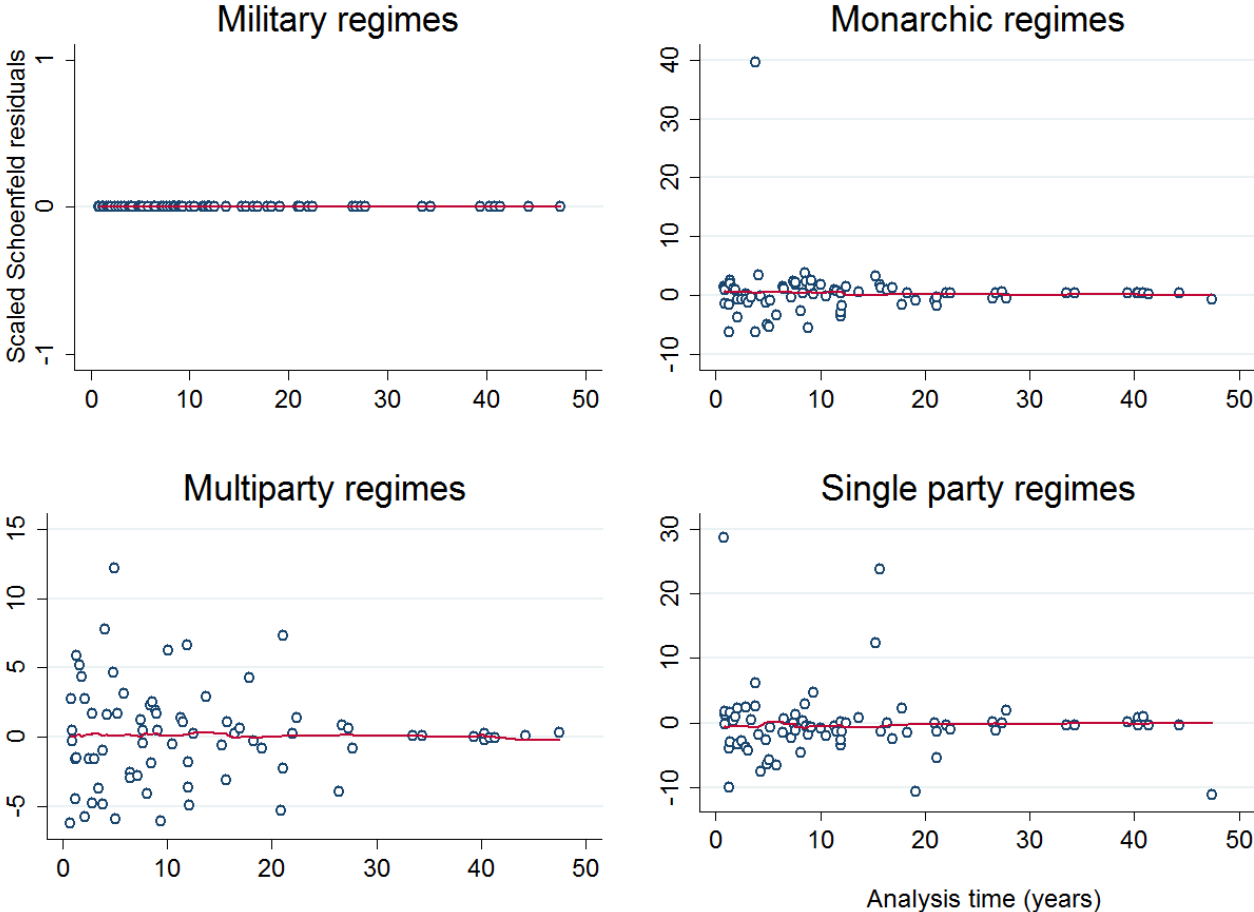 Military regimes
Monarchic regimes
Scaled Schoenfeld residuals
1
0
-1
0 10 20 30 40 50
40
30
20
10
0
-10
0 10 20 30 40 50
Multiparty regimes
Single party regimes
15
10
5
0
-5
0 10 20 30 40 50
30
20
10
0
-10
0 10 20 30 40 50
Analysis time (years)